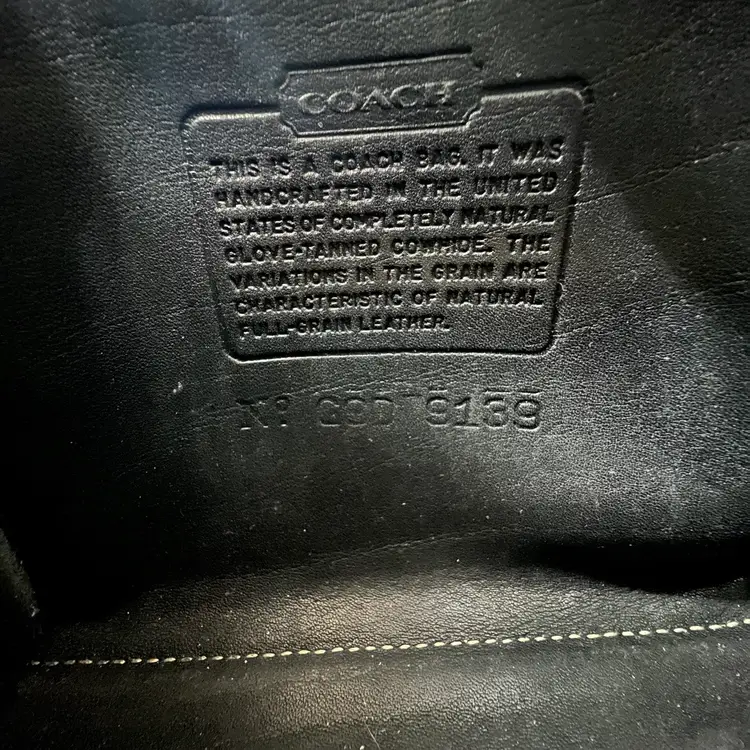 COACH
THIS IS A COACH BAG. IT WAS
HANDCRAFTED IN THE UNITED
STATES OF COMPLETELY NATURAL
GLOVE-TANNED COWHIDE. THE
VARIATIONS IN THE GRAIN ARE
CHARACTERISTIC OF NATURAL
FULL-GRAIN LEATHER.
Nº G9D 9139